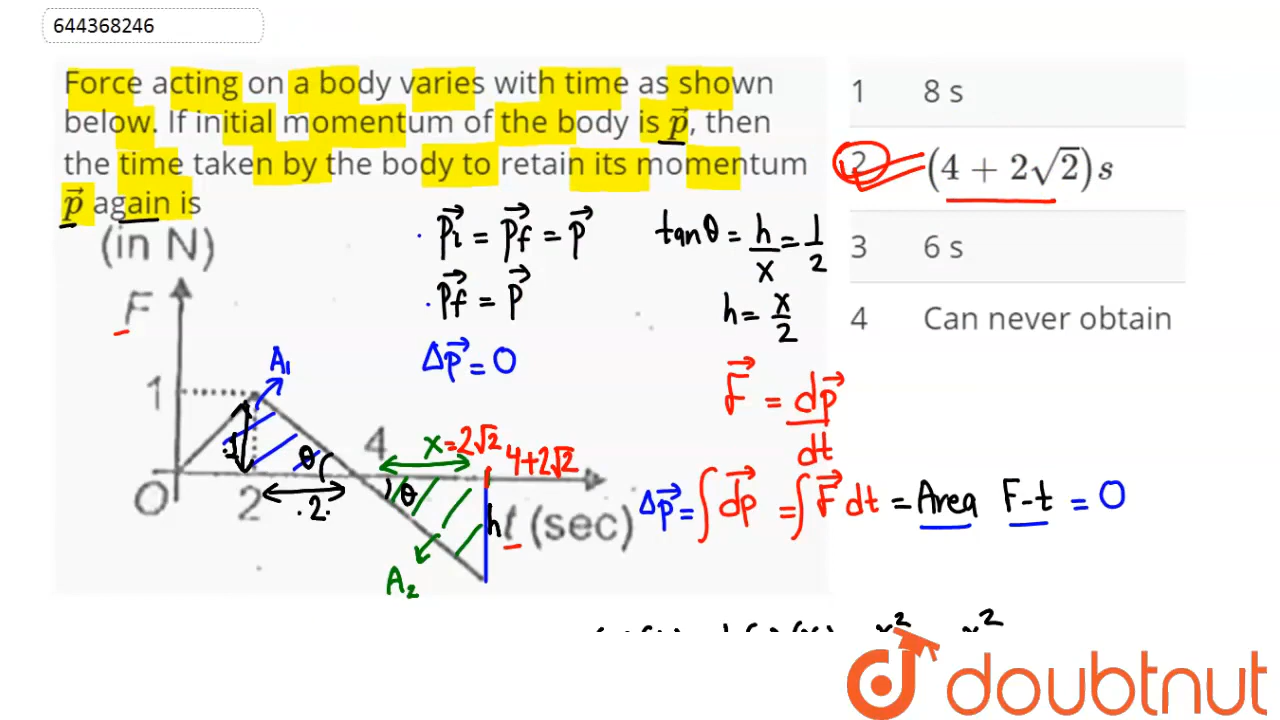 644368246
Force acting on a body varies with time as shown
below. If initial momentum of the body is p⃗, then
the time taken by the body to retain its momentum
p⃗ again is
1 8 s
2 (4 + 2√2) s
3 6 s
4 Can never obtain
(in N)
F
1
O
2
4
t (sec)
A₁
1
θ
.2.
x = 2√2
4+2√2
θ
h
A₂
p⃗i = p⃗f = p⃗
p⃗f = p⃗
Δp⃗ = 0
tanθ = h/x = 1/2
h = x/2
F⃗ = dp⃗/dt
Δp⃗ = ∫dp⃗ = ∫F⃗ dt = Area F-t = 0
x² x²
doubtnut